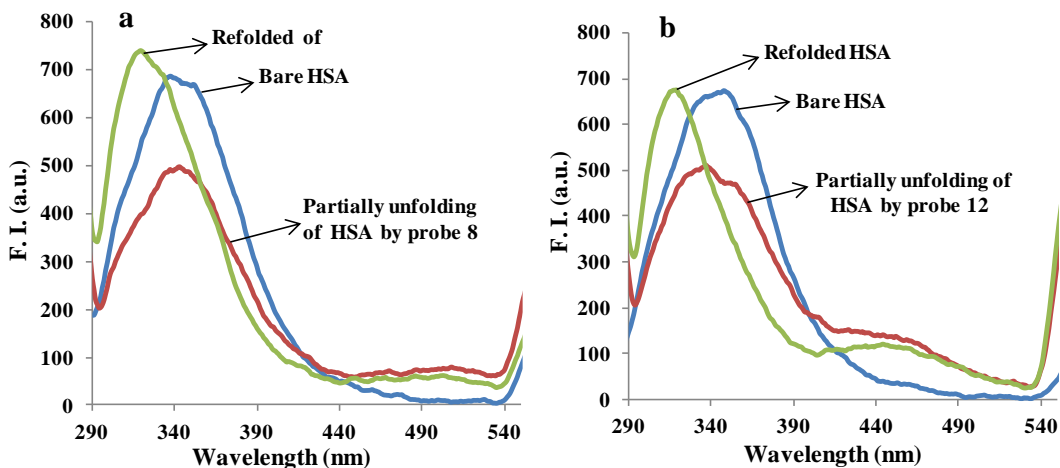 a
Refolded of
Bare HSA
Partially unfolding
of HSA by probe 8
F. I. (a.u.)
800
700
600
500
400
300
200
100
0
290
340
390
440
490
540
Wavelength (nm)
b
Refolded HSA
Bare HSA
Partially unfolding of
HSA by probe 12
F. I. (a.u.)
800
700
600
500
400
300
200
100
0
290
340
390
440
490
540
Wavelength (nm)